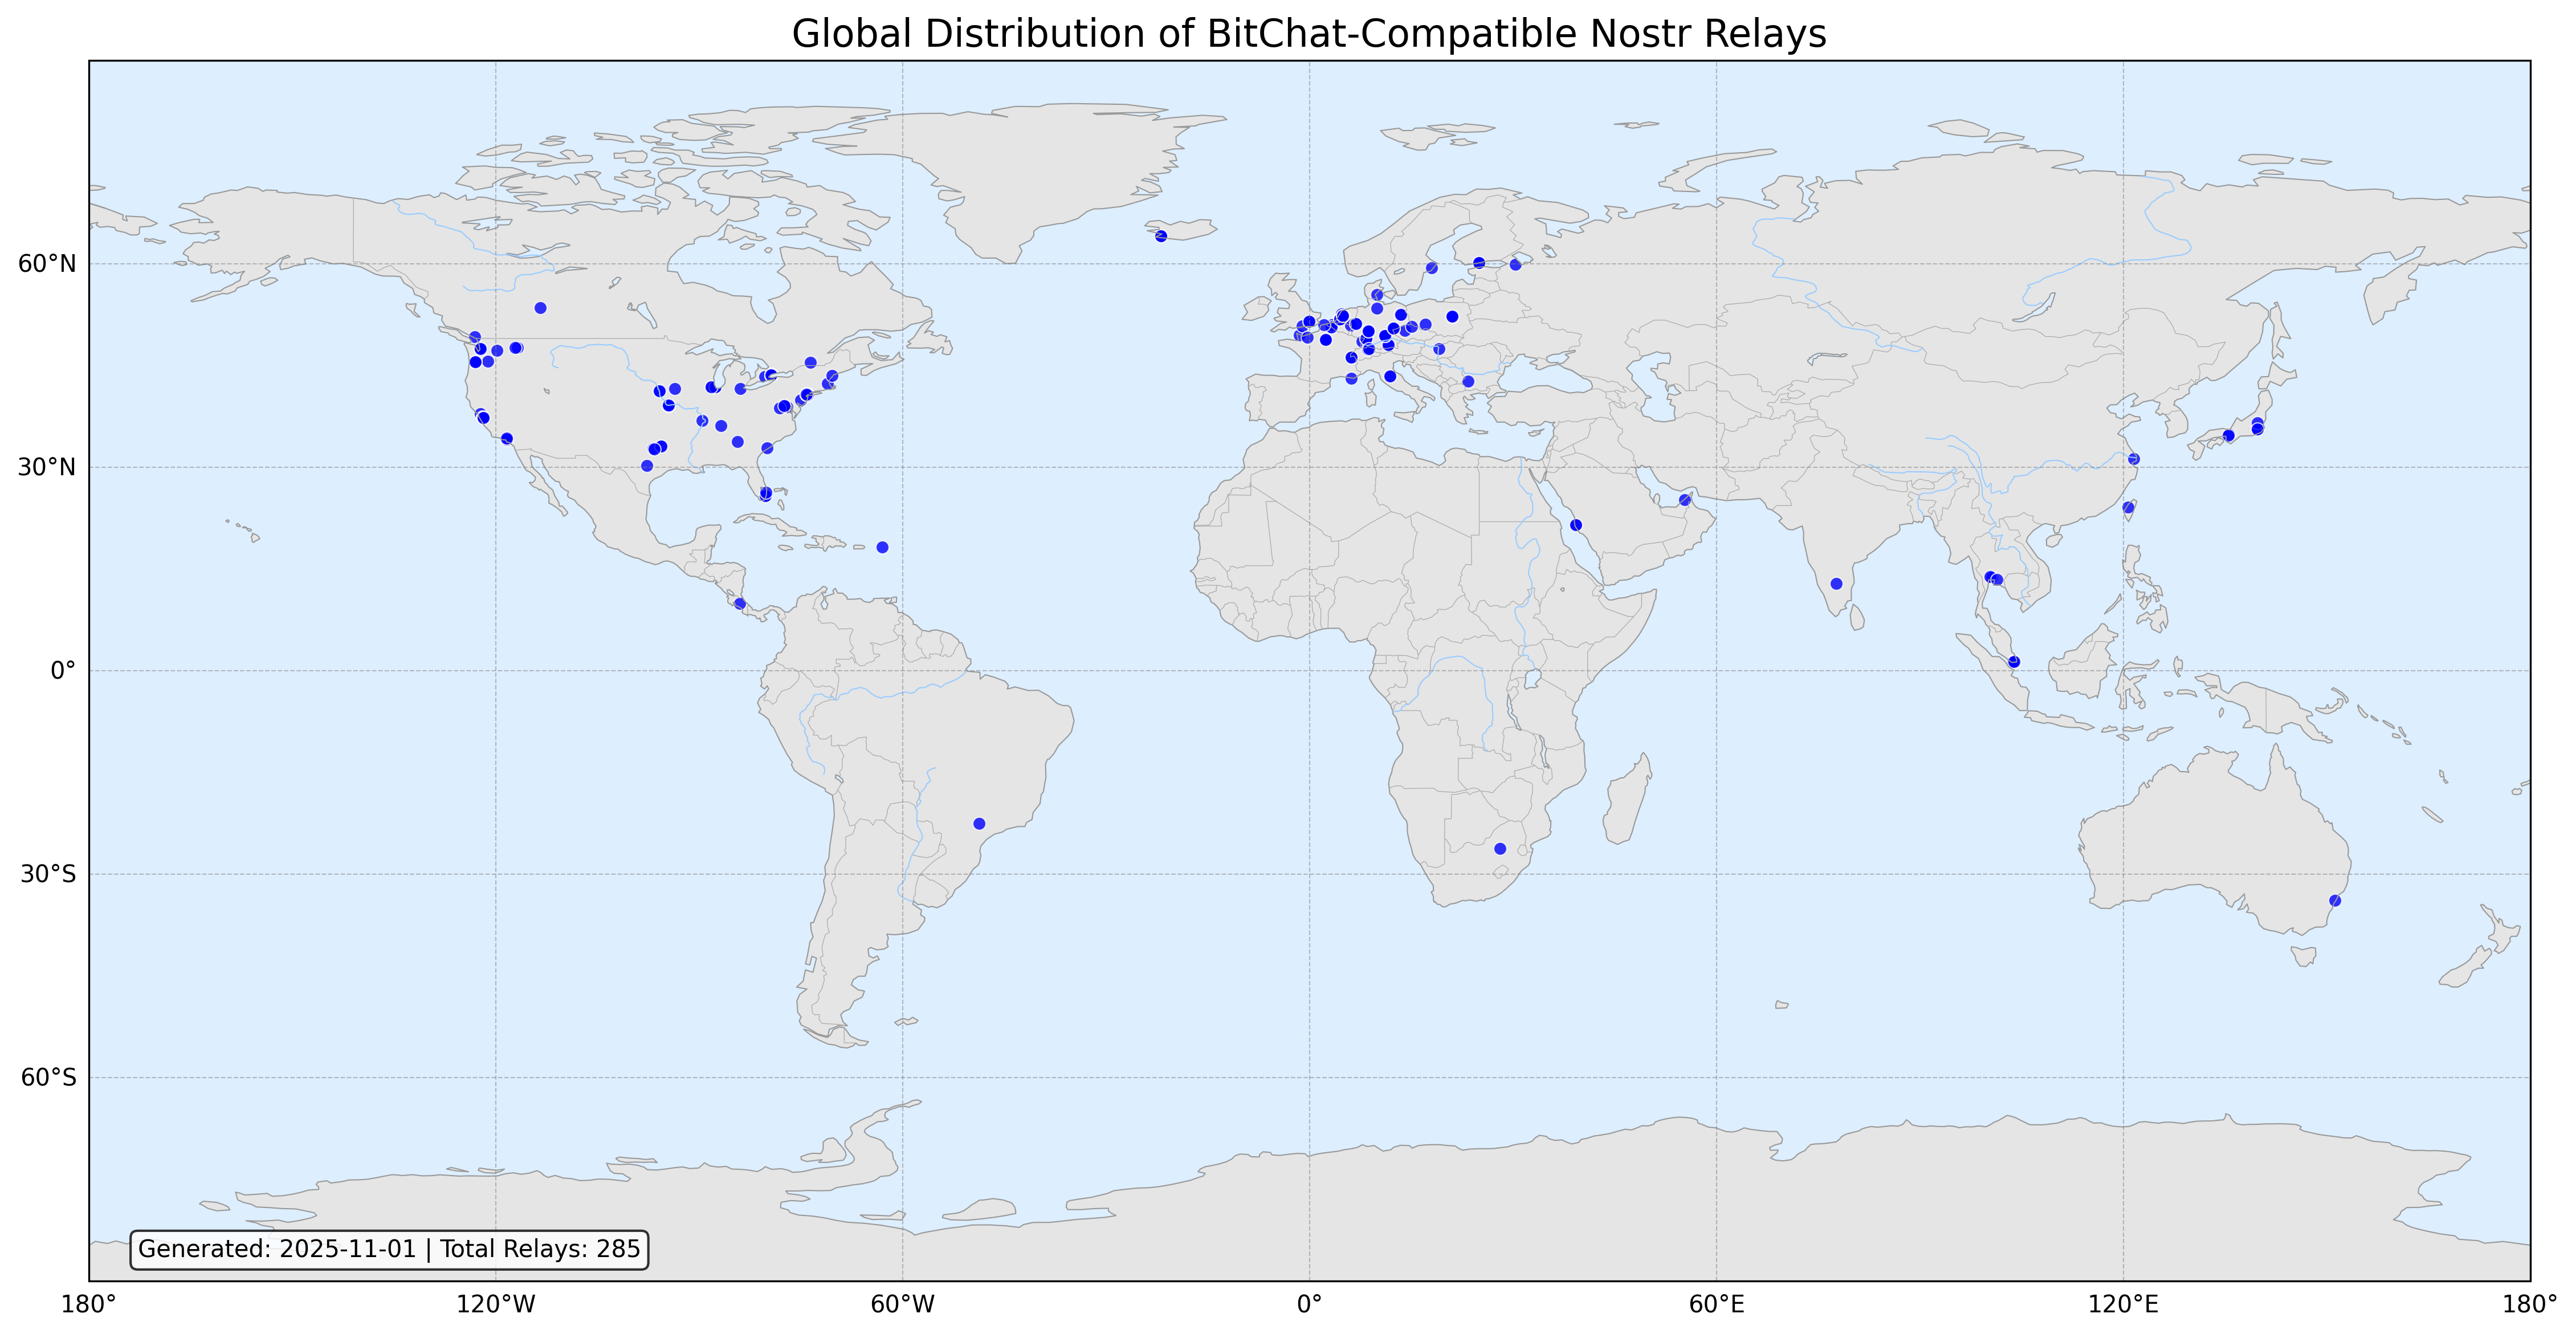 Global Distribution of BitChat-Compatible Nostr Relays
60°N
30°N
0°
30°S
60°S
Generated: 2025-11-01 | Total Relays: 285
180° 120°W 60°W 0° 60°E 120°E 180°